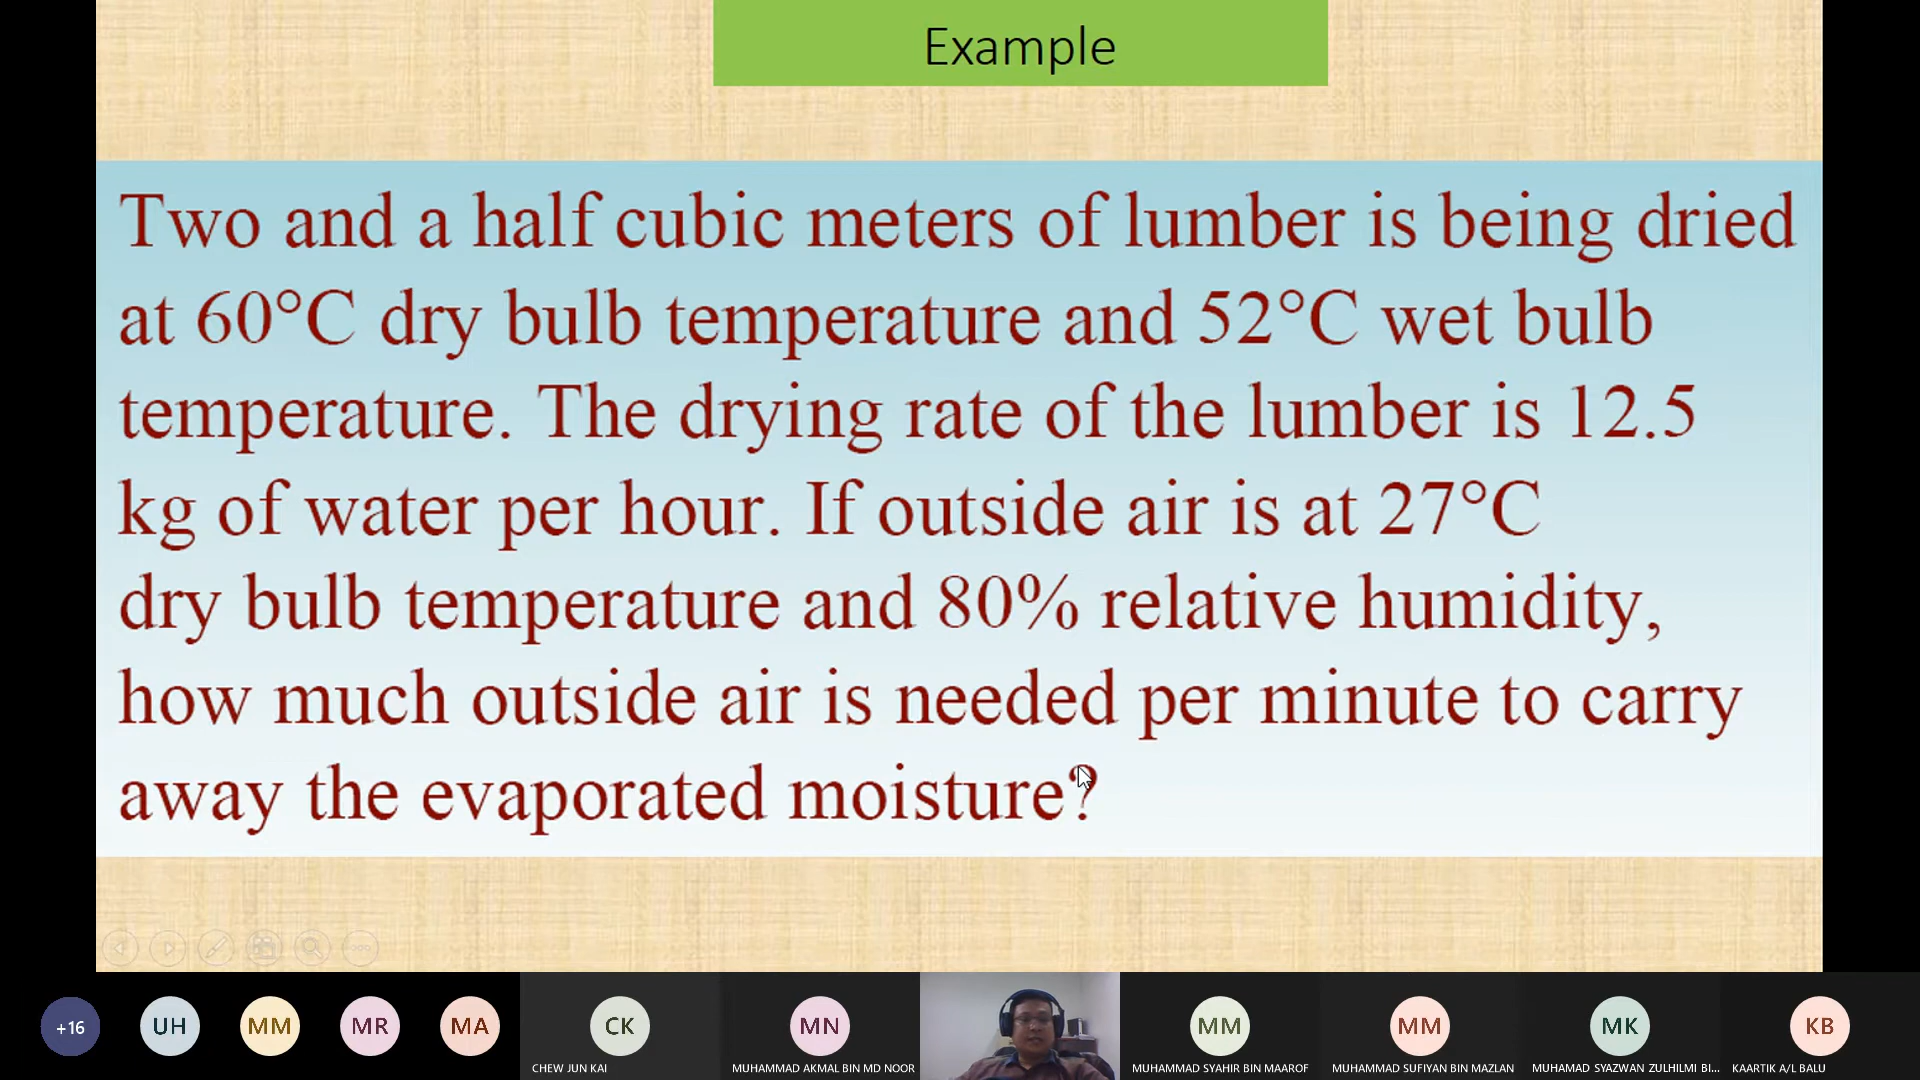 Example
Two and a half cubic meters of lumber is being dried
at 60°C dry bulb temperature and 52°C wet bulb
temperature. The drying rate of the lumber is 12.5
kg of water per hour. If outside air is at 27°C
dry bulb temperature and 80% relative humidity,
how much outside air is needed per minute to carry
away the evaporated moisture?
+16
UH
MM
MR
MA
CK
MN
MM
MM
MK
KB
CHEW JUN KAI
MUHAMMAD AKMAL BIN MD NOOR
MUHAMMAD SYAHIR BIN MAAROF
MUHAMMAD SUFIYAN BIN MAZLAN
MUHAMAD SYAZWAN ZULHILMI BI...
KAARTIK A/L BALU